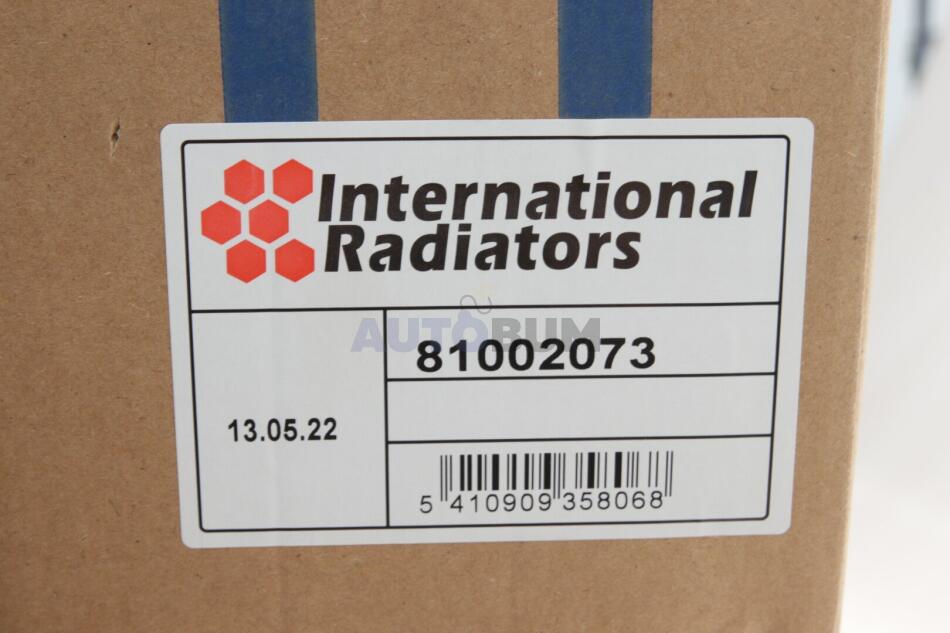 International
Radiators
AUTOBUM
81002073
13.05.22
5 410909 358068